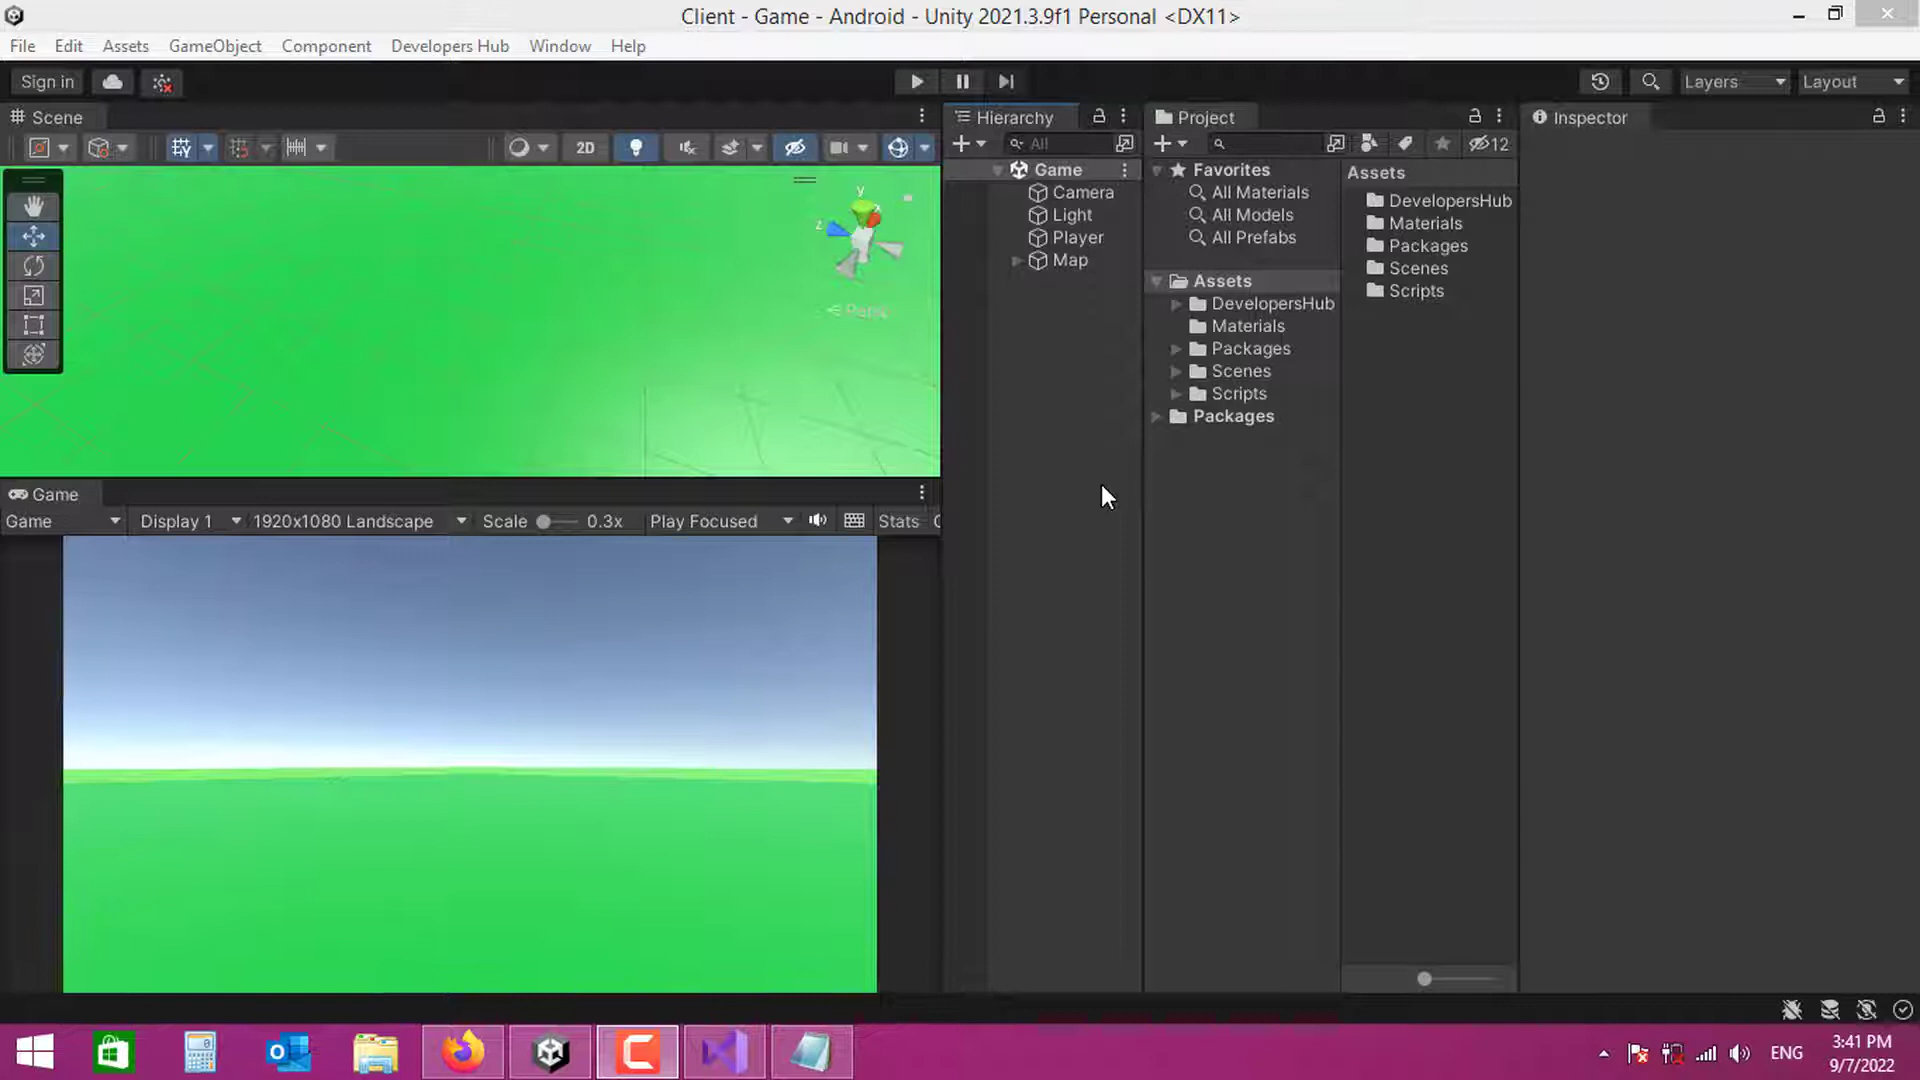 Client - Game - Android - Unity 2021.3.9f1 Personal <DX11>
File Edit Assets GameObject Component Developers Hub Window Help
Sign in Layers Layout
Scene
2D
y
x
z
Persp
Game
Game Display 1 1920x1080 Landscape Scale 0.3x Play Focused Stats
Hierarchy
All
Game
Camera
Light
Player
Map
Project
12
Favorites
All Materials
All Models
All Prefabs
Assets
DevelopersHub
Materials
Packages
Scenes
Scripts
Packages
Assets
DevelopersHub
Materials
Packages
Scenes
Scripts
Inspector
ENG
3:41 PM
9/7/2022